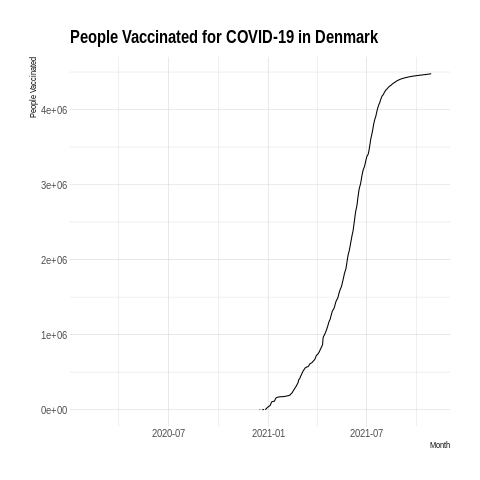 People Vaccinated for COVID-19 in Denmark
People Vaccinated
4e+06
3e+06
2e+06
1e+06
0e+00
2020-07
2021-01
2021-07
Month